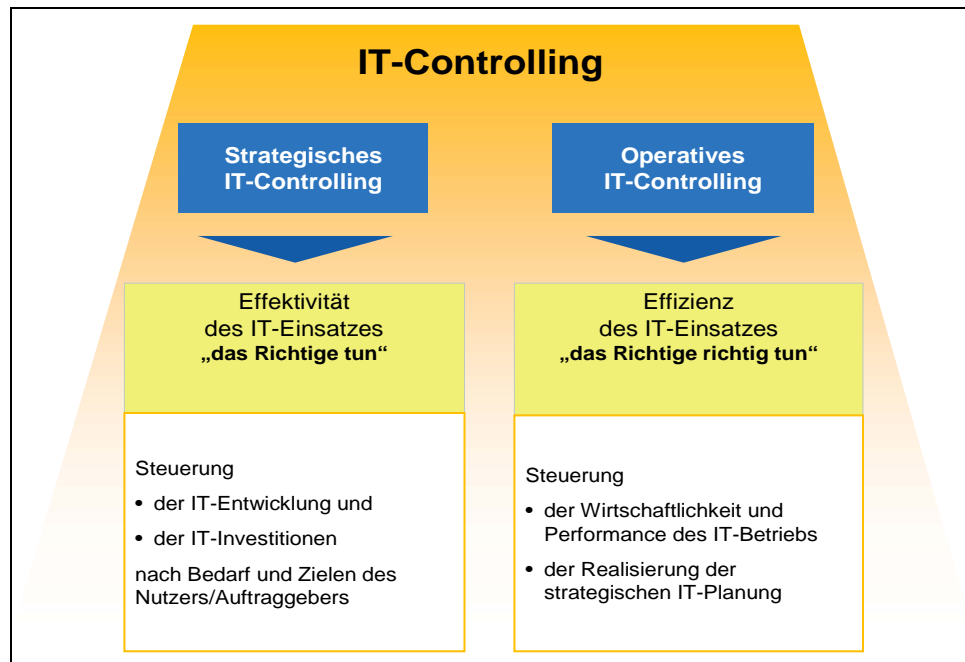 IT-Controlling
Strategisches
IT-Controlling
Effektivität
des IT-Einsatzes
„das Richtige tun“
Steuerung
• der IT-Entwicklung und
• der IT-Investitionen
nach Bedarf und Zielen des
Nutzers/Auftraggebers
Operatives
IT-Controlling
Effizienz
des IT-Einsatzes
„das Richtige richtig tun“
Steuerung
• der Wirtschaftlichkeit und
Performance des IT-Betriebs
• der Realisierung der
strategischen IT-Planung